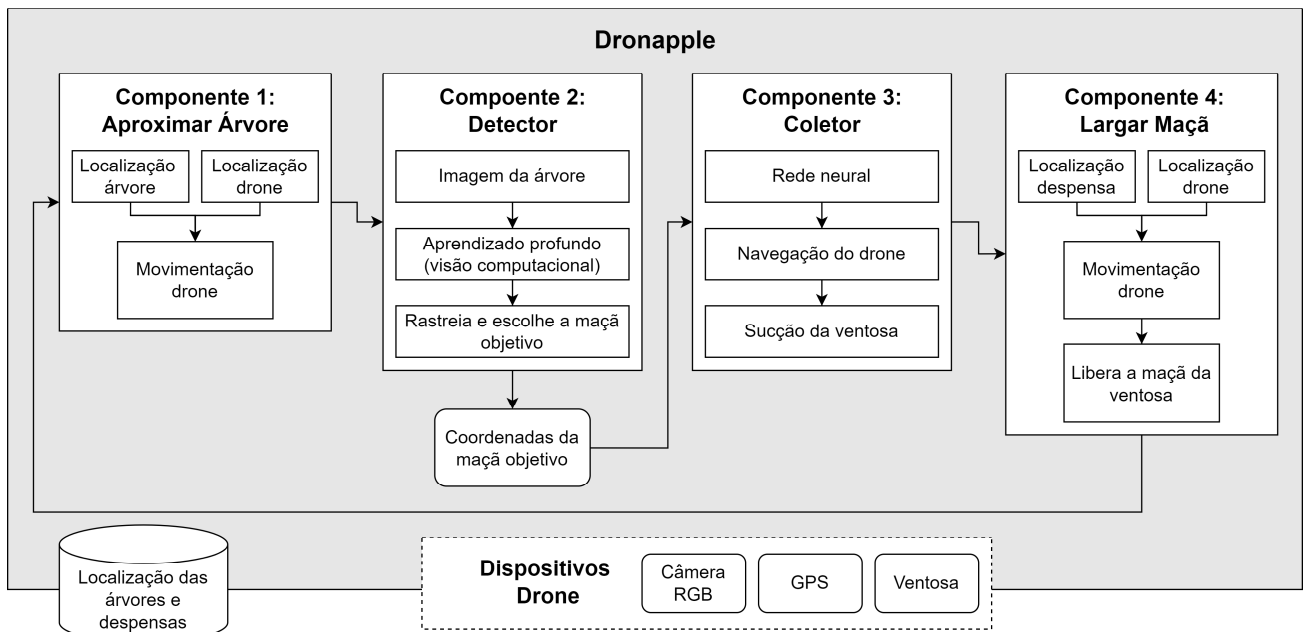 Dronapple
Componente 1:
Aproximar Árvore
Localização
árvore
Localização
drone
Movimentação
drone
Compoente 2:
Detector
Imagem da árvore
Aprendizado profundo
(visão computacional)
Rastreia e escolhe a maçã
objetivo
Coordenadas da
maçã objetivo
Componente 3:
Coletor
Rede neural
Navegação do drone
Sucção da ventosa
Componente 4:
Largar Maçã
Localização
despensa
Localização
drone
Movimentação
drone
Libera a maçã da
ventosa
Localização das
árvores e
despensas
Dispositivos
Drone
Câmera
RGB
GPS
Ventosa